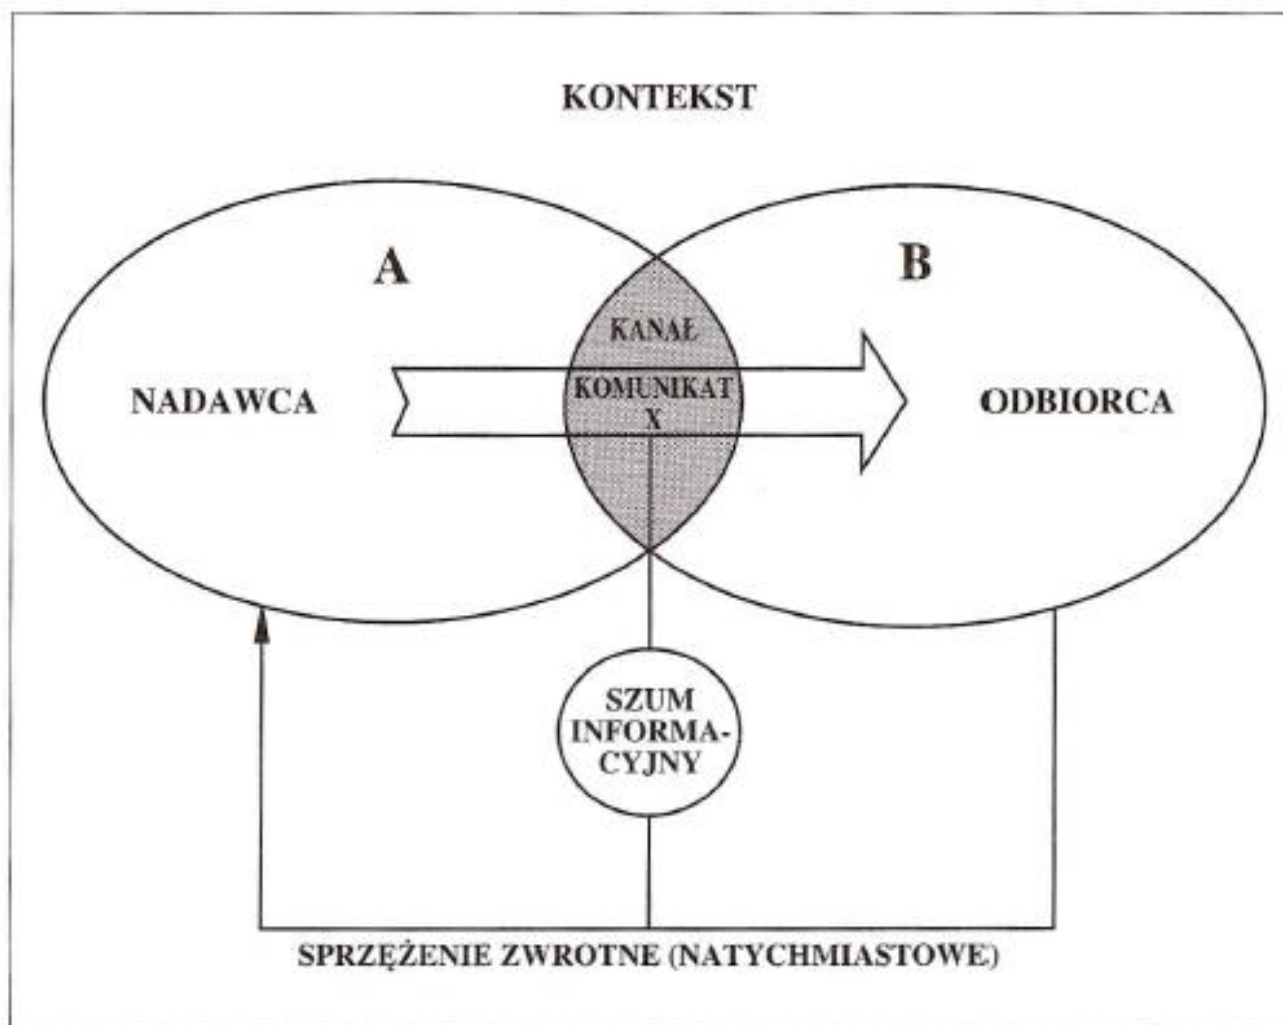 KONTEKST
A
B
KANAŁ
NADAWCA
KOMUNIKAT
X
ODBIORCA
SZUM
INFORMA-
CYJNY
SPRZĘŻENIE ZWROTNE (NATYCHMIASTOWE)